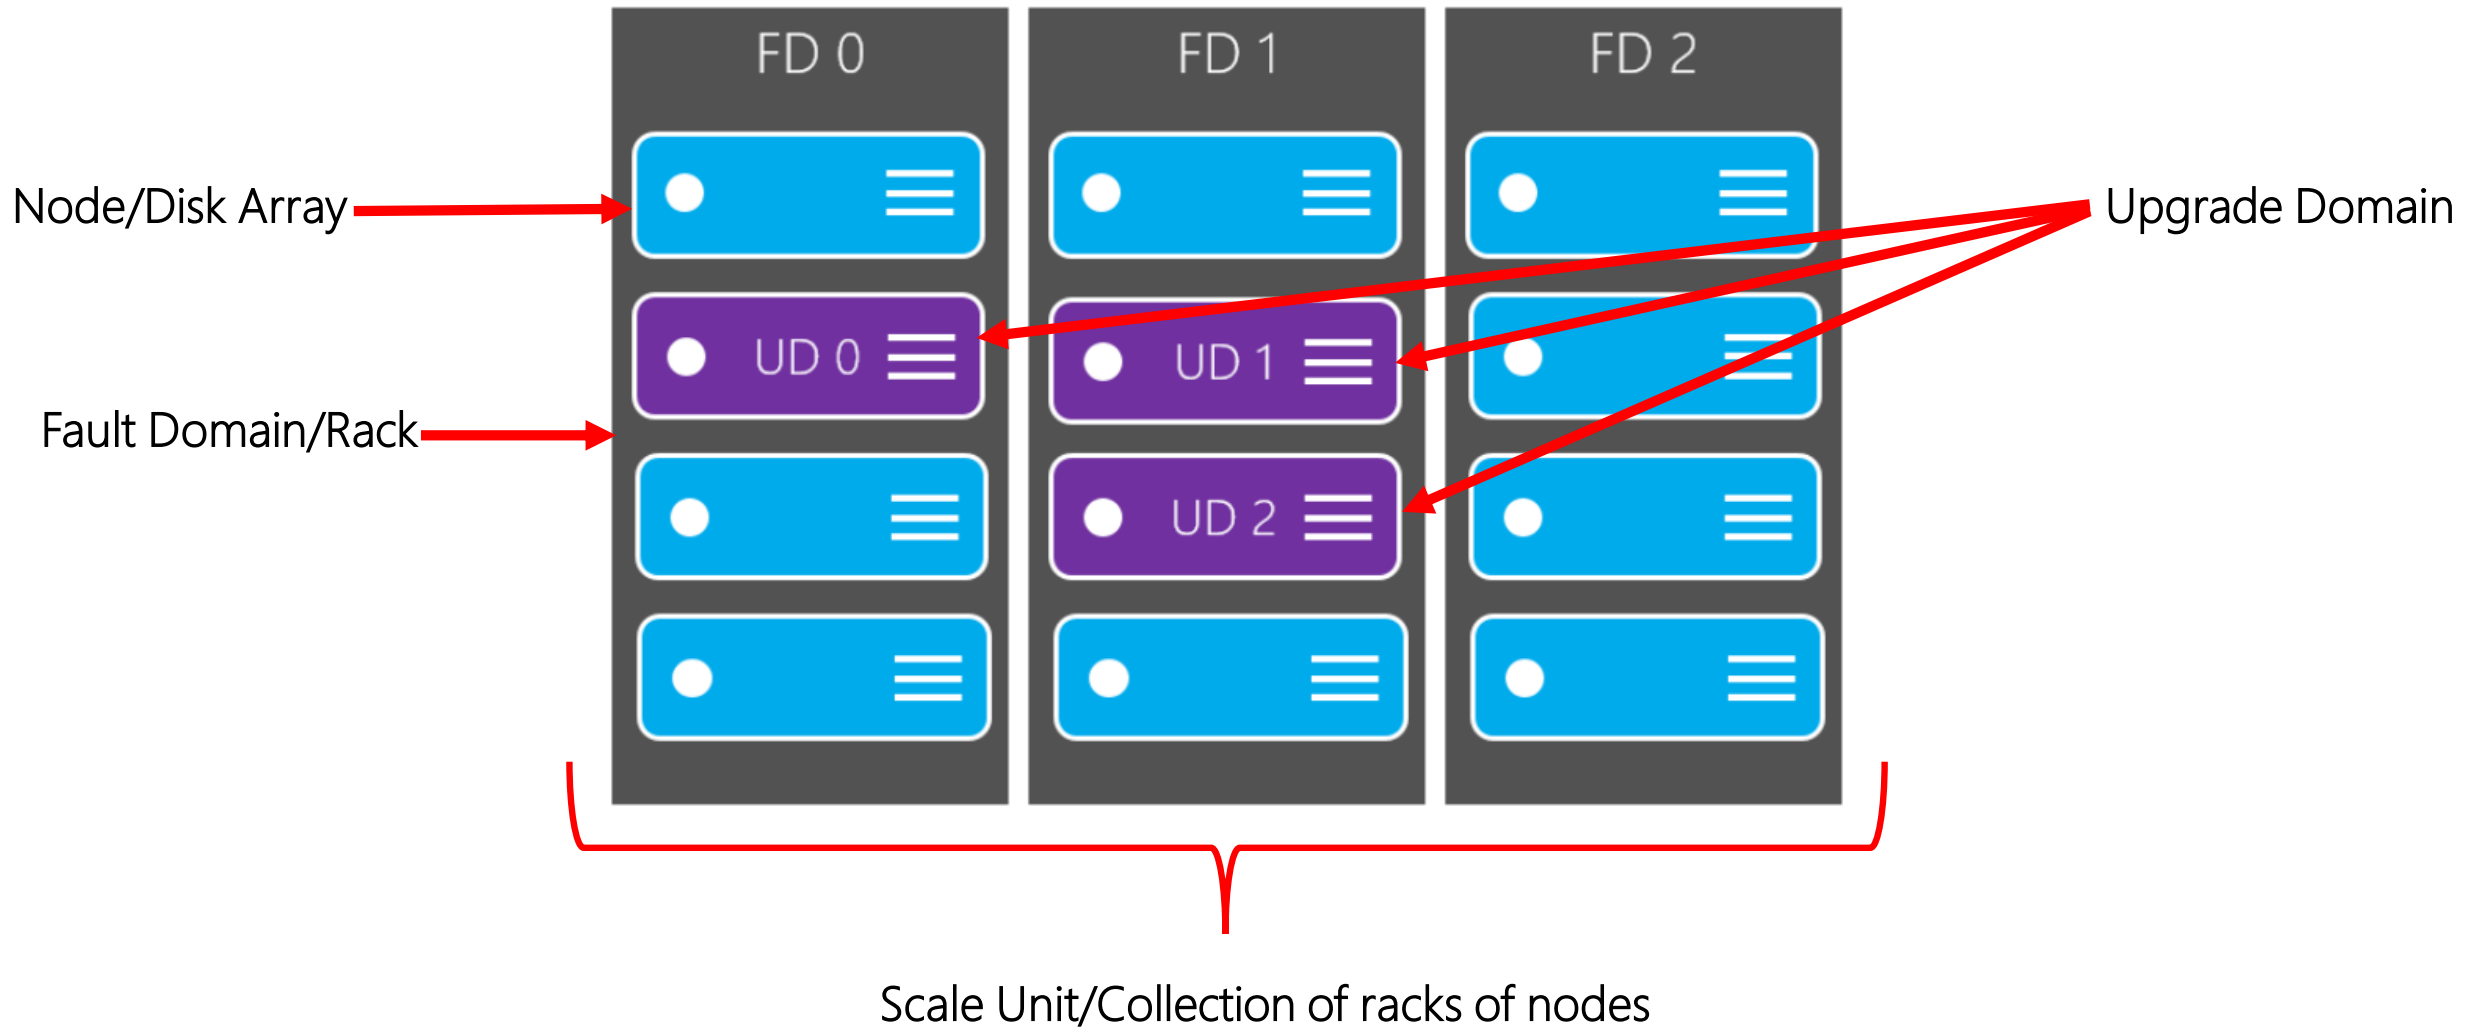 FD 0
FD 1
FD 2
Node/Disk Array
Upgrade Domain
UD 0
UD 1
Fault Domain/Rack
UD 2
Scale Unit/Collection of racks of nodes